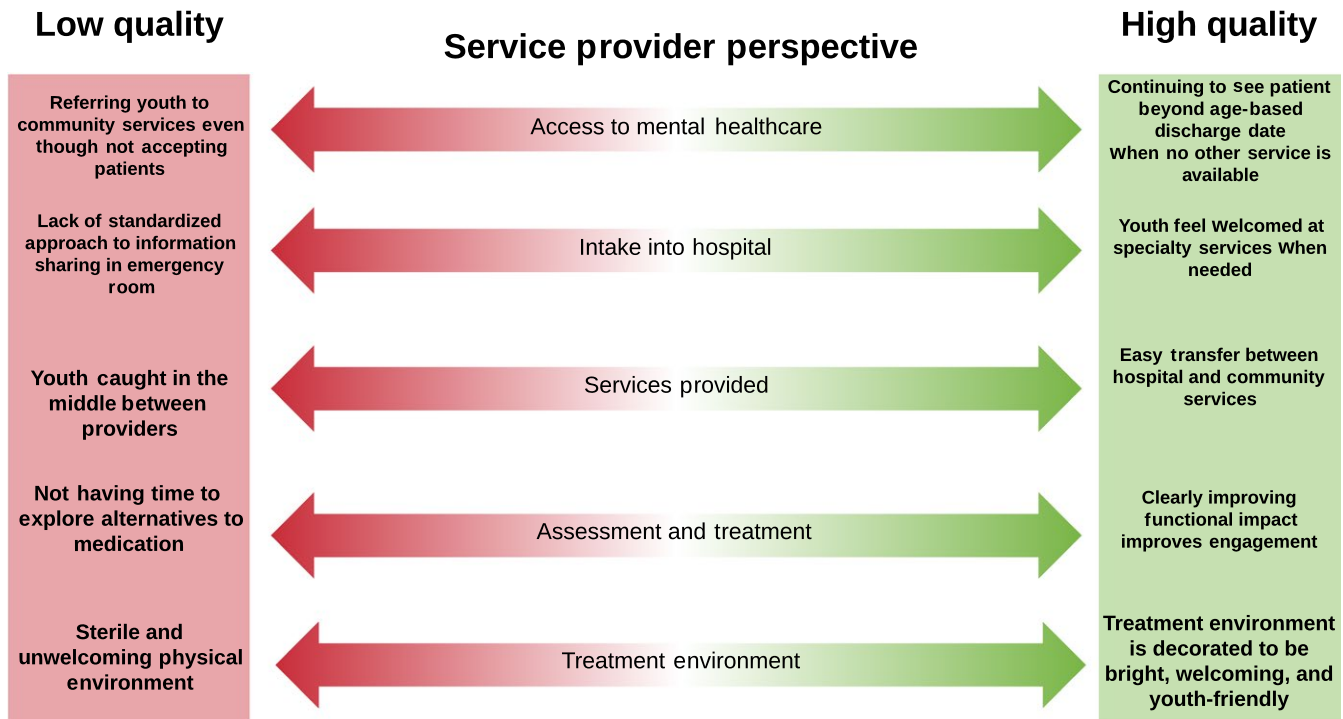 Low quality
Service provider perspective
High quality
Referring youth to
community services even
though not accepting
patients
Access to mental healthcare
Continuing to see patient
beyond age-based
discharge date
When no other service is
available
Lack of standardized
approach to information
sharing in emergency
room
Intake into hospital
Youth feel Welcomed at
specialty services When
needed
Youth caught in the
middle between
providers
Services provided
Easy transfer between
hospital and community
services
Not having time to
explore alternatives to
medication
Assessment and treatment
Clearly improving
functional impact
improves engagement
Sterile and
unwelcoming physical
environment
Treatment environment
Treatment environment
is decorated to be
bright, welcoming, and
youth-friendly